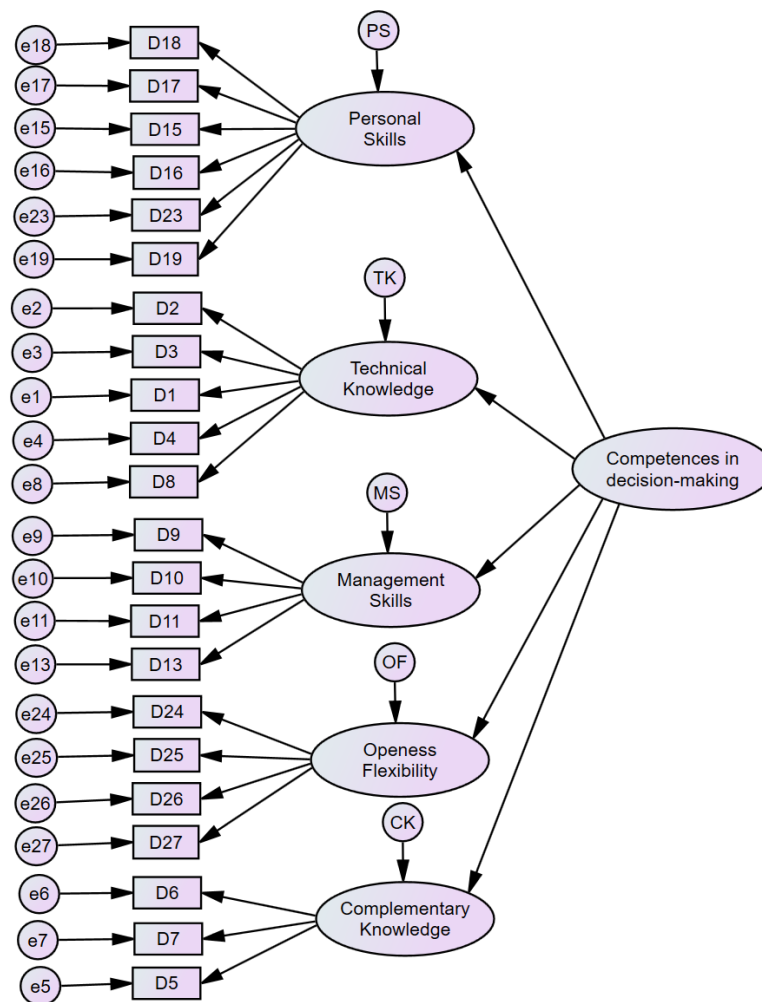 PS
e18 D18
e17 D17
Personal
Skills
e15 D15
e16 D16
e23 D23
e19 D19
TK
e2 D2
e3 D3
Technical
Knowledge
e1 D1
e4 D4
e8 D8
Competences in
decision-making
MS
e9 D9
e10 D10
Management
Skills
e11 D11
e13 D13
OF
e24 D24
e25 D25
Openess
Flexibility
e26 D26
e27 D27
CK
e6 D6
Complementary
Knowledge
e7 D7
e5 D5